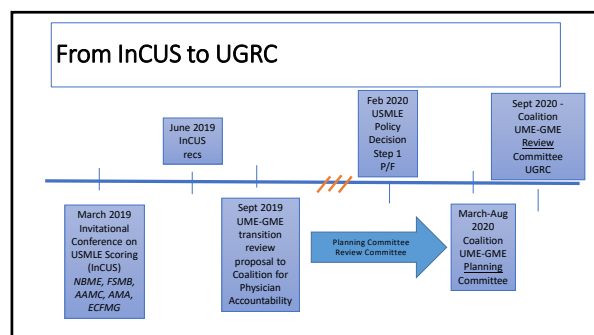 From InCUS to UGRC
June 2019
InCUS
recs
Feb 2020
USMLE
Policy
Decision
Step 1
P/F
Sept 2020 -
Coalition
UME-GME
Review
Committee
UGRC
March 2019
Invitational
Conference on
USMLE Scoring
(InCUS)
NBME, FSMB,
AAMC, AMA,
ECFMG
Sept 2019
UME-GME
transition
review
proposal to
Coalition for
Physician
Accountability
Planning Committee
Review Committee
March-Aug
2020
Coalition
UME-GME
Planning
Committee